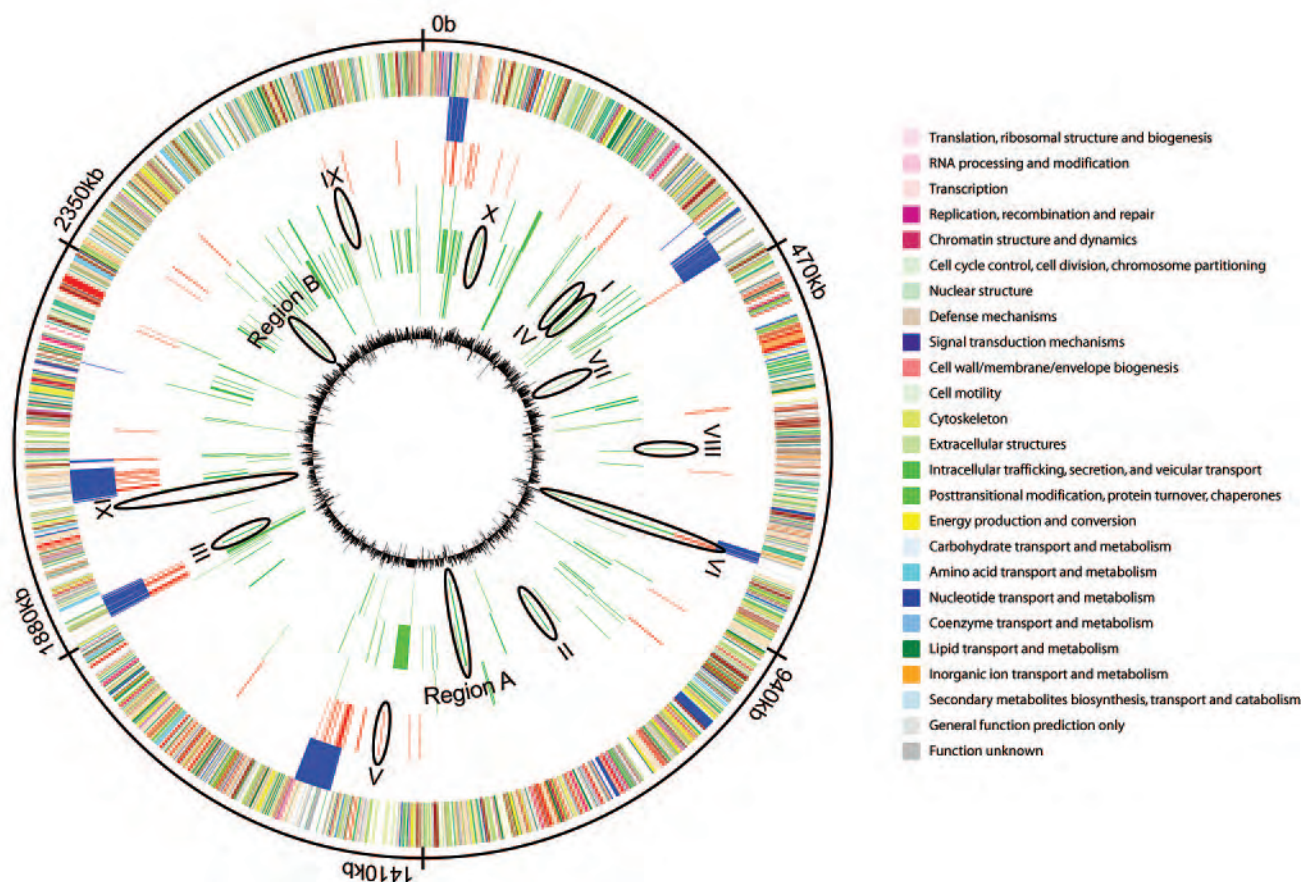 0b
470kb
940kb
1410kb
1880kb
2350kb
IX
X
I
IV
VII
VIII
VI
II
Region A
V
III
XI
Region B
Translation, ribosomal structure and biogenesis
RNA processing and modification
Transcription
Replication, recombination and repair
Chromatin structure and dynamics
Cell cycle control, cell division, chromosome partitioning
Nuclear structure
Defense mechanisms
Signal transduction mechanisms
Cell wall/membrane/envelope biogenesis
Cell motility
Cytoskeleton
Extracellular structures
Intracellular trafficking, secretion, and veicular transport
Posttransitional modification, protein turnover, chaperones
Energy production and conversion
Carbohydrate transport and metabolism
Amino acid transport and metabolism
Nucleotide transport and metabolism
Coenzyme transport and metabolism
Lipid transport and metabolism
Inorganic ion transport and metabolism
Secondary metabolites biosynthesis, transport and catabolism
General function prediction only
Function unknown